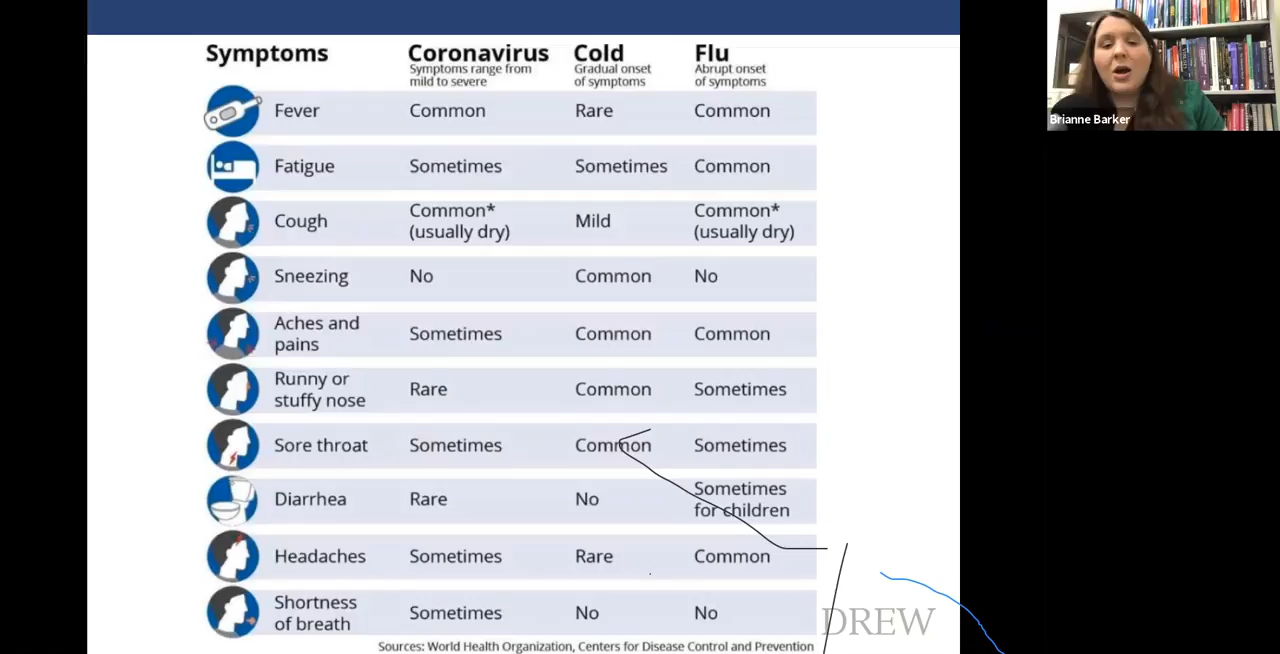 Symptoms Coronavirus Cold Flu
Symptoms range from Gradual onset Abrupt onset
mild to severe of symptoms of symptoms
Fever Common Rare Common
Fatigue Sometimes Sometimes Common
Cough Common* (usually dry) Mild Common* (usually dry)
Sneezing No Common No
Aches and pains Sometimes Common Common
Runny or stuffy nose Rare Common Sometimes
Sore throat Sometimes Common Sometimes
Diarrhea Rare No Sometimes for children
Headaches Sometimes Rare Common
Shortness of breath Sometimes No No
DREW
Sources: World Health Organization, Centers for Disease Control and Prevention
Brianne Barker